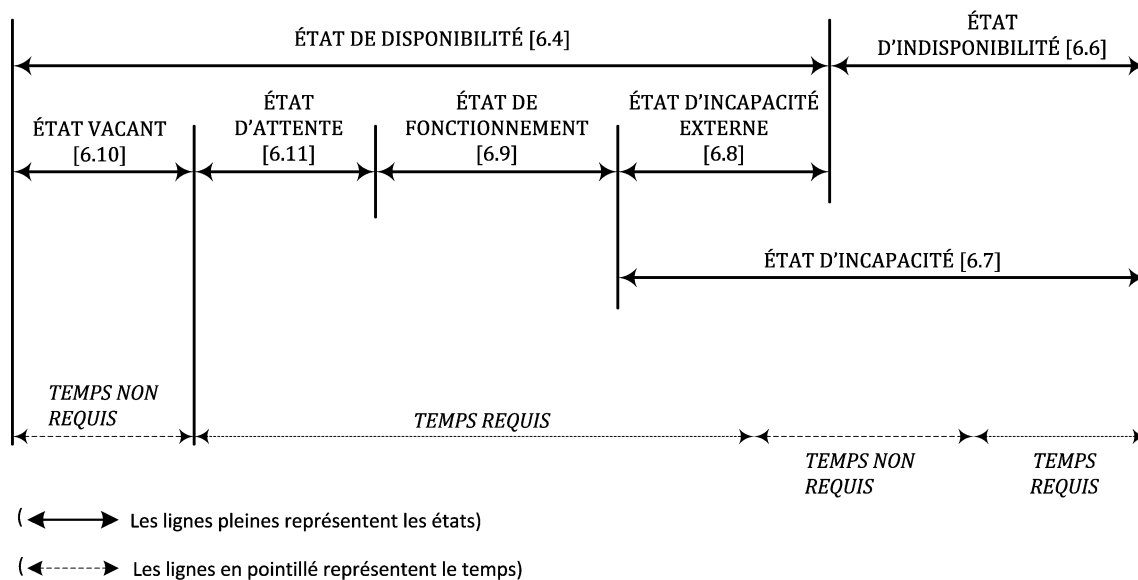 ÉTAT DE DISPONIBILITÉ [6.4]
ÉTAT
D'INDISPONIBILITÉ [6.6]
ÉTAT VACANT
[6.10]
ÉTAT
D'ATTENTE
[6.11]
ÉTAT DE
FONCTIONNEMENT
[6.9]
ÉTAT D'INCAPACITÉ
EXTERNE
[6.8]
ÉTAT D'INCAPACITÉ [6.7]
TEMPS NON
REQUIS
TEMPS REQUIS
TEMPS NON
REQUIS
TEMPS
REQUIS
( Les lignes pleines représentent les états)
( Les lignes en pointillé représentent le temps)